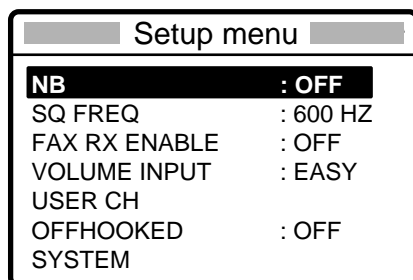 Setup menu
NB : OFF
SQ FREQ : 600 HZ
FAX RX ENABLE : OFF
VOLUME INPUT : EASY
USER CH
OFFHOOKED : OFF
SYSTEM